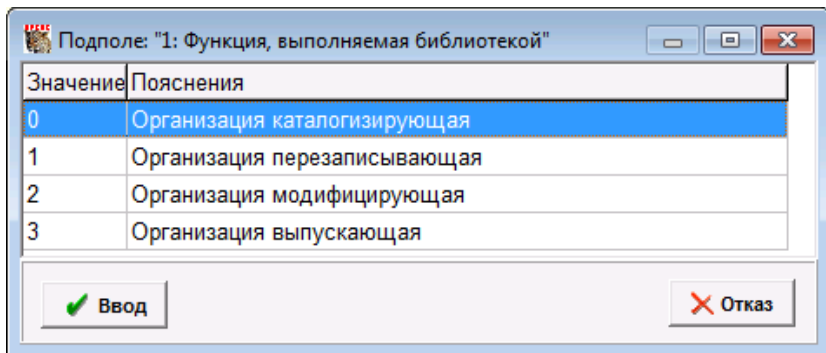 Подполе: "1: Функция, выполняемая библиотекой"
Значение Пояснения
0 Организация каталогизирующая
1 Организация перезаписывающая
2 Организация модифицирующая
3 Организация выпускающая
Ввод Отказ